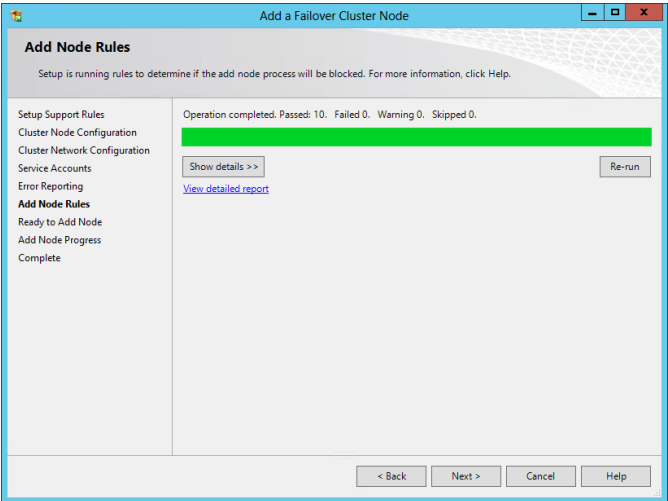 Add a Failover Cluster Node
Add Node Rules
Setup is running rules to determine if the add node process will be blocked. For more information, click Help.
Setup Support Rules
Cluster Node Configuration
Cluster Network Configuration
Service Accounts
Error Reporting
Add Node Rules
Ready to Add Node
Add Node Progress
Complete
Operation completed. Passed: 10. Failed 0. Warning 0. Skipped 0.
Show details >>
Re-run
View detailed report
< Back
Next >
Cancel
Help